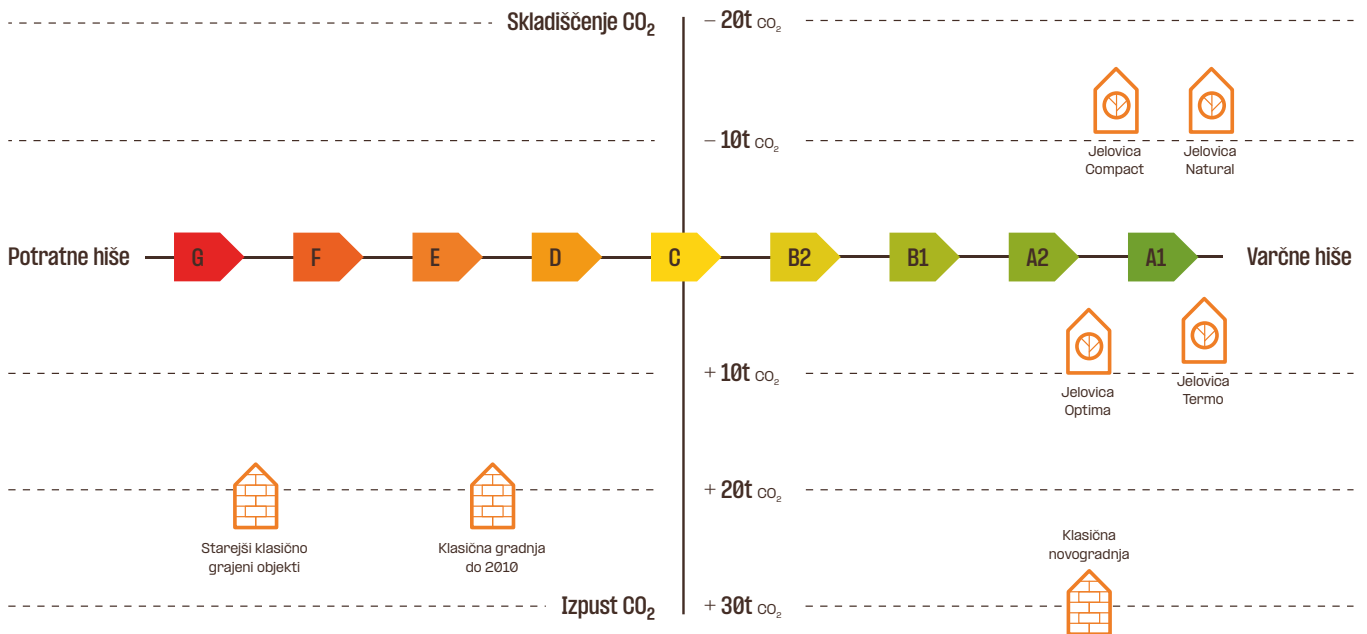 Skladiščenje CO₂
– 20t CO₂
– 10t CO₂
Jelovica
Compact
Jelovica
Natural
Potratne hiše
G
F
E
D
C
B2
B1
A2
A1
Varčne hiše
+ 10t CO₂
Jelovica
Optima
Jelovica
Termo
+ 20t CO₂
Starejši klasično
grajeni objekti
Klasična gradnja
do 2010
Klasična
novogradnja
Izpust CO₂
+ 30t CO₂